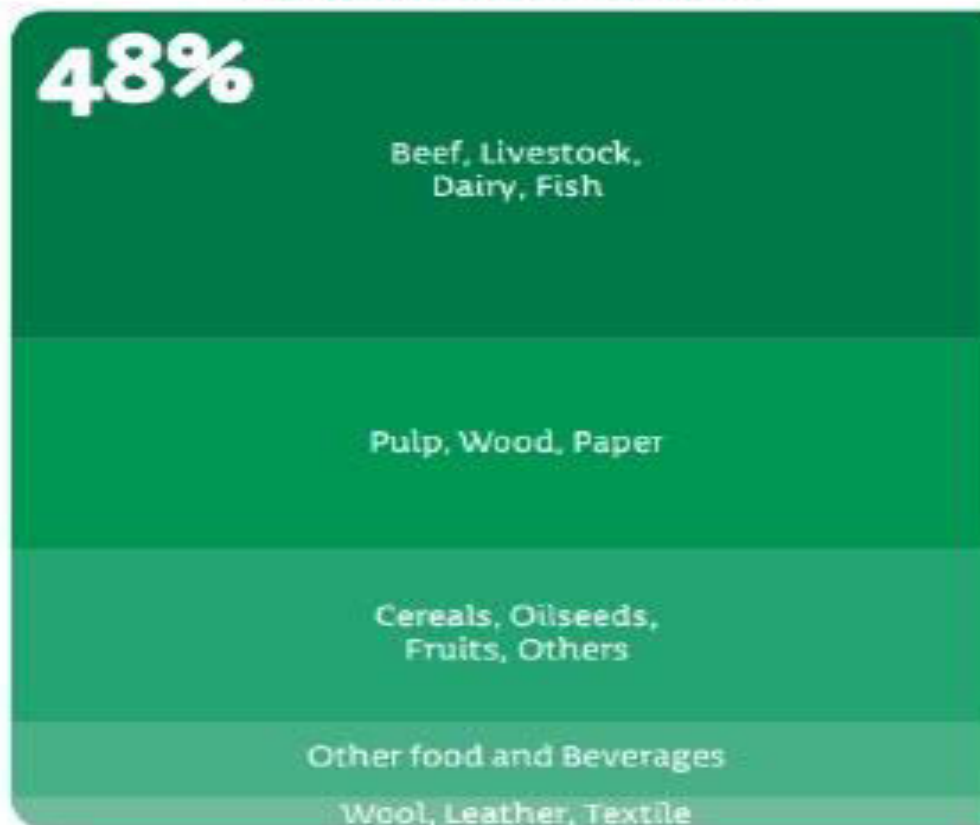 48%
Beef, Livestock,
Dairy, Fish
Pulp, Wood, Paper
Cereals, Oilseeds,
Fruits, Others
Other food and Beverages
Wool, Leather, Textile